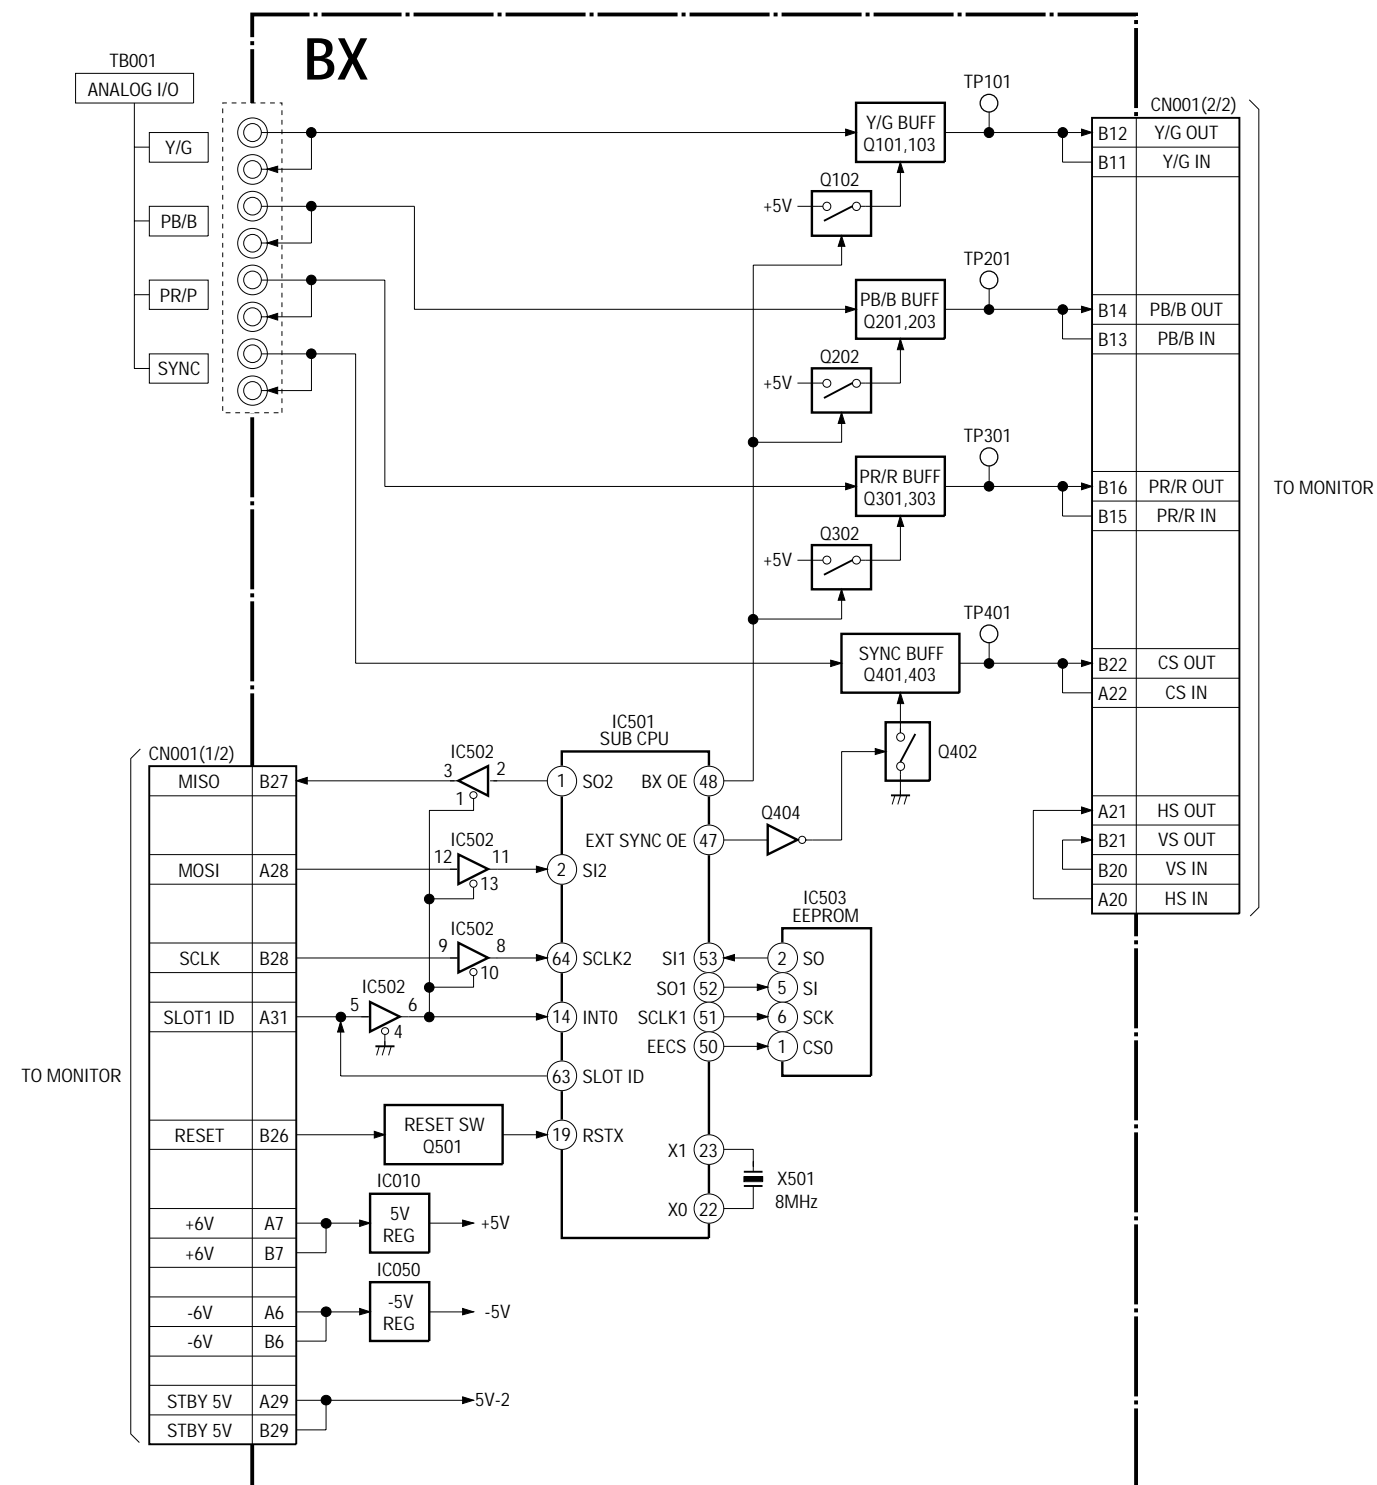 BX
TB001
ANALOG I/O
Y/G
PB/B
PR/P
SYNC
TP101
Y/G BUFF
Q101,103
Q102
+5V
TP201
PB/B BUFF
Q201,203
Q202
+5V
TP301
PR/R BUFF
Q301,303
Q302
+5V
TP401
SYNC BUFF
Q401,403
Q402
Q404
CN001(2/2)
B12 Y/G OUT
B11 Y/G IN
B14 PB/B OUT
B13 PB/B IN
B16 PR/R OUT
B15 PR/R IN
B22 CS OUT
A22 CS IN
A21 HS OUT
B21 VS OUT
B20 VS IN
A20 HS IN
TO MONITOR
CN001(1/2)
MISO B27
MOSI A28
SCLK B28
SLOT1 ID A31
RESET B26
+6V A7
+6V B7
-6V A6
-6V B6
STBY 5V A29
STBY 5V B29
TO MONITOR
IC502
3 2
1
IC502
12 11
13
IC502
9 8
10
IC502
5 6
4
RESET SW
Q501
IC010
5V
REG
+5V
IC050
-5V
REG
-5V
5V-2
IC501
SUB CPU
1 SO2
2 SI2
64 SCLK2
14 INT0
63 SLOT ID
19 RSTX
BX OE 48
EXT SYNC OE 47
SI1 53
SO1 52
SCLK1 51
EECS 50
X1 23
X0 22
IC503
EEPROM
2 SO
5 SI
6 SCK
1 CS0
X501
8MHz